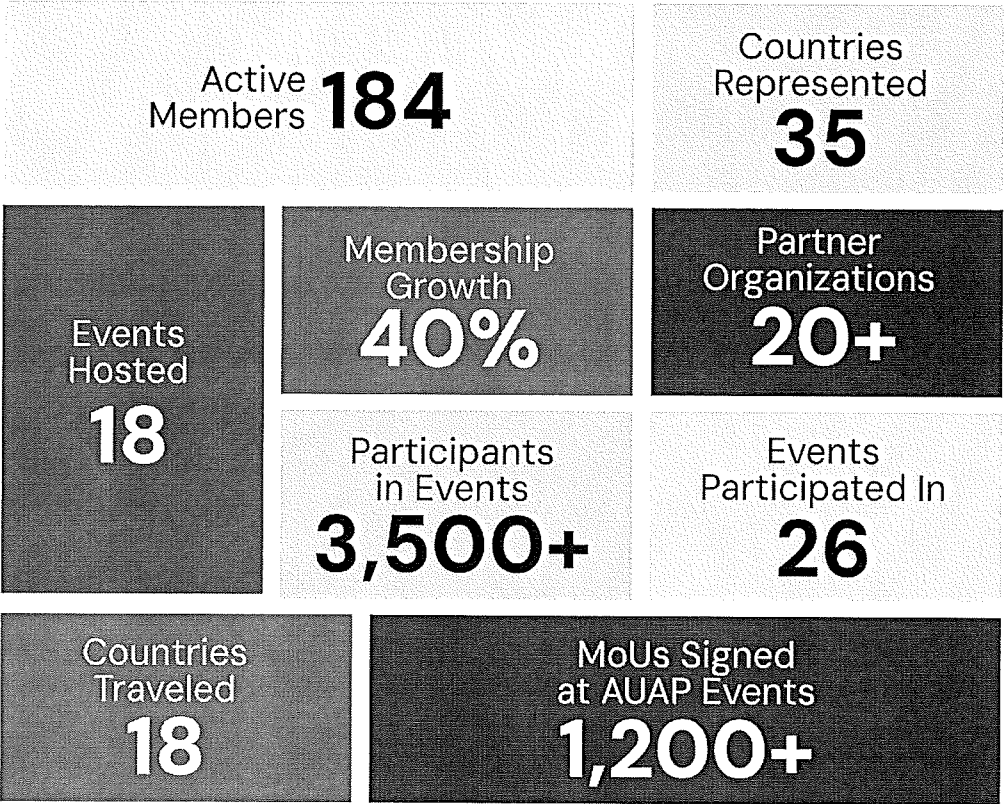 Active
Members 184
Countries
Represented
35
Events
Hosted
18
Membership
Growth
40%
Partner
Organizations
20+
Participants
in Events
3,500+
Events
Participated In
26
Countries
Traveled
18
MoUs Signed
at AUAP Events
1,200+